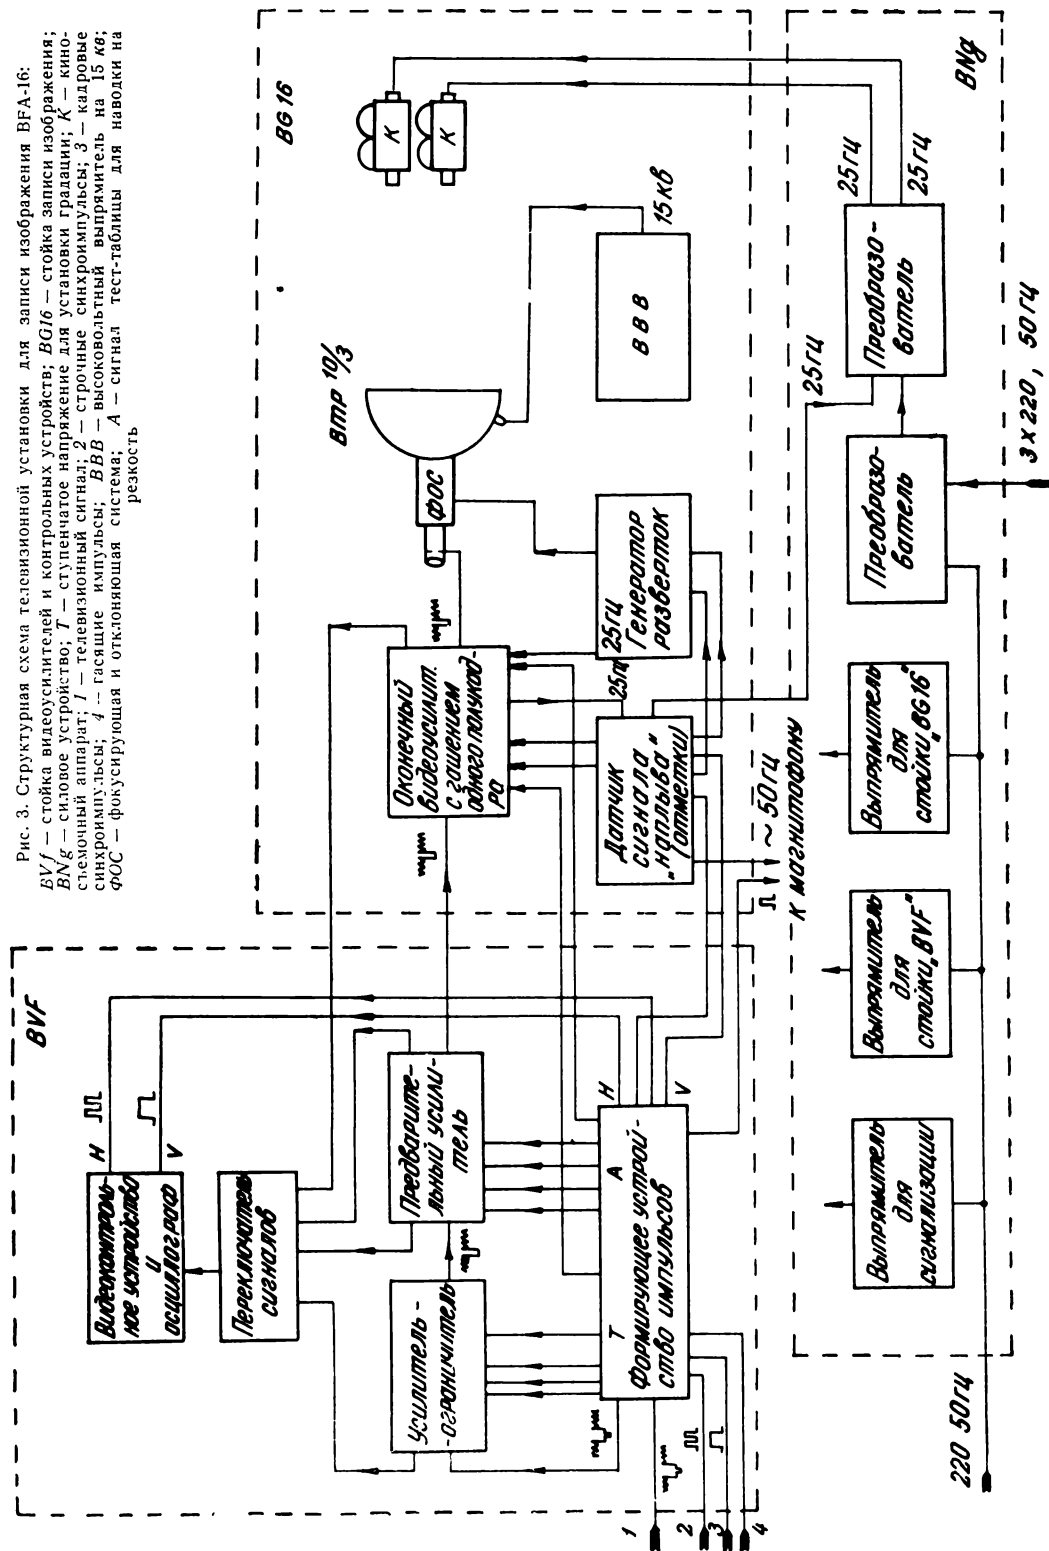 Рис. 3. Структурная схема телевизионной установки для записи изображения BFA-16:
BVf — стойка видеоусилителей и контрольных устройств; BG16 — стойка записи изображения;
BNg — силовое устройство; T — ступенчатое напряжение для установки градации; K — кино-
съемочный аппарат; 1 — телевизионный сигнал; 2 — строчные синхроимпульсы; 3 — кадровые
синхроимпульсы; 4 -- гасящие импульсы; ВВВ — высоковольтный выпрямитель на 15 кв;
ФОС — фокусирующая и отклоняющая система; A — сигнал тест-таблицы для наводки на
резкость
BVF
H
V
Видеоконтроль-
ное устройство
и
осциллограф
Переключатель
сигналов
Усилитель-
-ограничитель
Предварите-
льный усили-
тель
T
A
H
V
Формирующее устрой-
ство импульсов
1
2
3
4
BG 16
K
K
ВтР 10/3
ФОС
15 кв
В В В
Оконечный
видеоусилит.
с гашением
одного полукад-
ра
25гц
25гц
Генератор
разверток
Датчик
сигнала
„наплыва“
(отметки)
~ 50гц
К магнитофону
BNg
25гц
25гц
25гц
Преобразо-
ватель
Преобразо-
ватель
3 х 220, 50гц
Выпрямитель
для
стойки„BG16“
Выпрямитель
для
стойки„BVF“
Выпрямитель
для
сигнализации
220 50гц